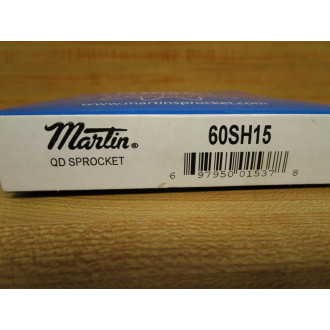 www.martinsprocket.com
Martin®
QD SPROCKET
60SH15
6 97950 01537 8